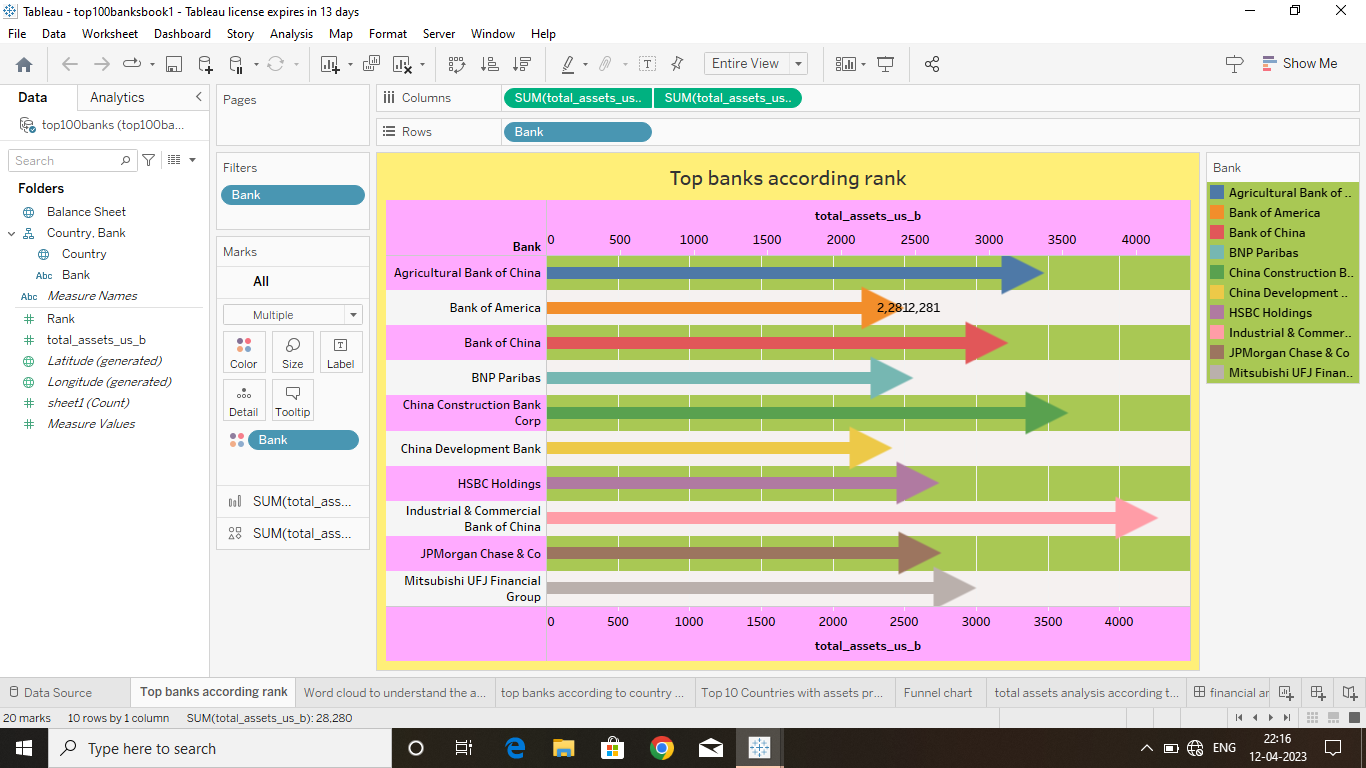 Tableau - top100banksbook1 - Tableau license expires in 13 days
File Data Worksheet Dashboard Story Analysis Map Format Server Window Help
Entire View
Show Me
Data Analytics
top100banks (top100ba...
Search
Folders
Balance Sheet
Country, Bank
Country
Abc Bank
Abc Measure Names
Rank
total_assets_us_b
Latitude (generated)
Longitude (generated)
sheet1 (Count)
Measure Values
Pages
Filters
Bank
Marks
All
Multiple
Color Size Label
Detail Tooltip
Bank
SUM(total_ass...
SUM(total_ass...
Columns SUM(total_assets_us.. SUM(total_assets_us..
Rows Bank
Top banks according rank
total_assets_us_b
Bank 0 500 1000 1500 2000 2500 3000 3500 4000
Agricultural Bank of China
Bank of America 2,281 2,281
Bank of China
BNP Paribas
China Construction Bank
Corp
China Development Bank
HSBC Holdings
Industrial & Commercial
Bank of China
JPMorgan Chase & Co
Mitsubishi UFJ Financial
Group
0 500 1000 1500 2000 2500 3000 3500 4000
total_assets_us_b
Bank
Agricultural Bank of ..
Bank of America
Bank of China
BNP Paribas
China Construction B..
China Development ..
HSBC Holdings
Industrial & Commer..
JPMorgan Chase & Co
Mitsubishi UFJ Finan..
Data Source Top banks according rank Word cloud to understand the a... top banks according to country ... Top 10 Countries with assets pr... Funnel chart total assets analysis according t... financial ar
20 marks 10 rows by 1 column SUM(total_assets_us_b): 28,280
Type here to search
ENG
22:16
12-04-2023